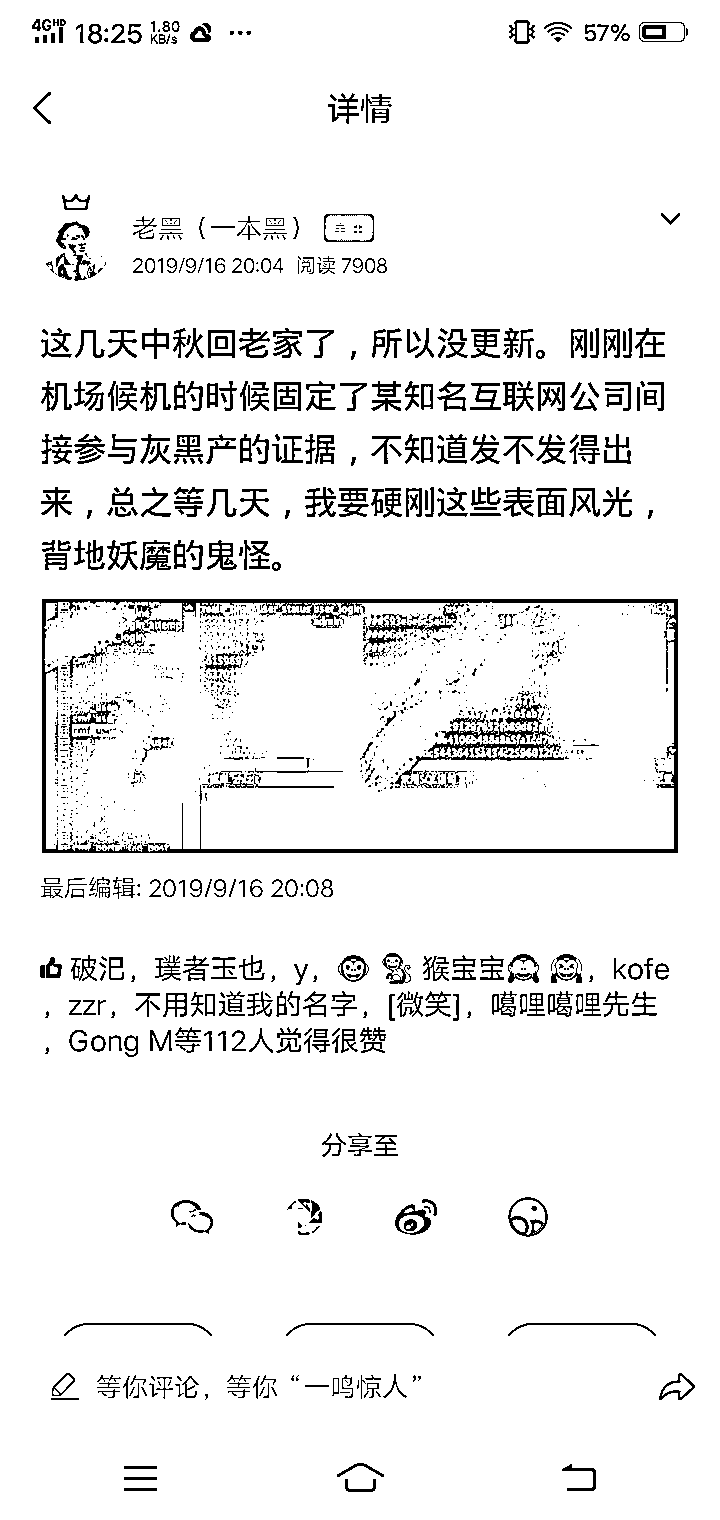 4GHD 18:25 1.80 KB/s ··· 57%
详情
老黑（一本黑）
2019/9/16 20:04 阅读 7908
这几天中秋回老家了，所以没更新。刚刚在
机场候机的时候固定了某知名互联网公司间
接参与灰黑产的证据，不知道发不发得出
来，总之等几天，我要硬刚这些表面风光，
背地妖魔的鬼怪。
最后编辑: 2019/9/16 20:08
破汜，璞者玉也，y，🐵 🐒 猴宝宝🙈 🙉，kofe
，zzr，不用知道我的名字，[微笑]，噶哩噶哩先生
，Gong M等112人觉得很赞
分享至
等你评论，等你“一鸣惊人”